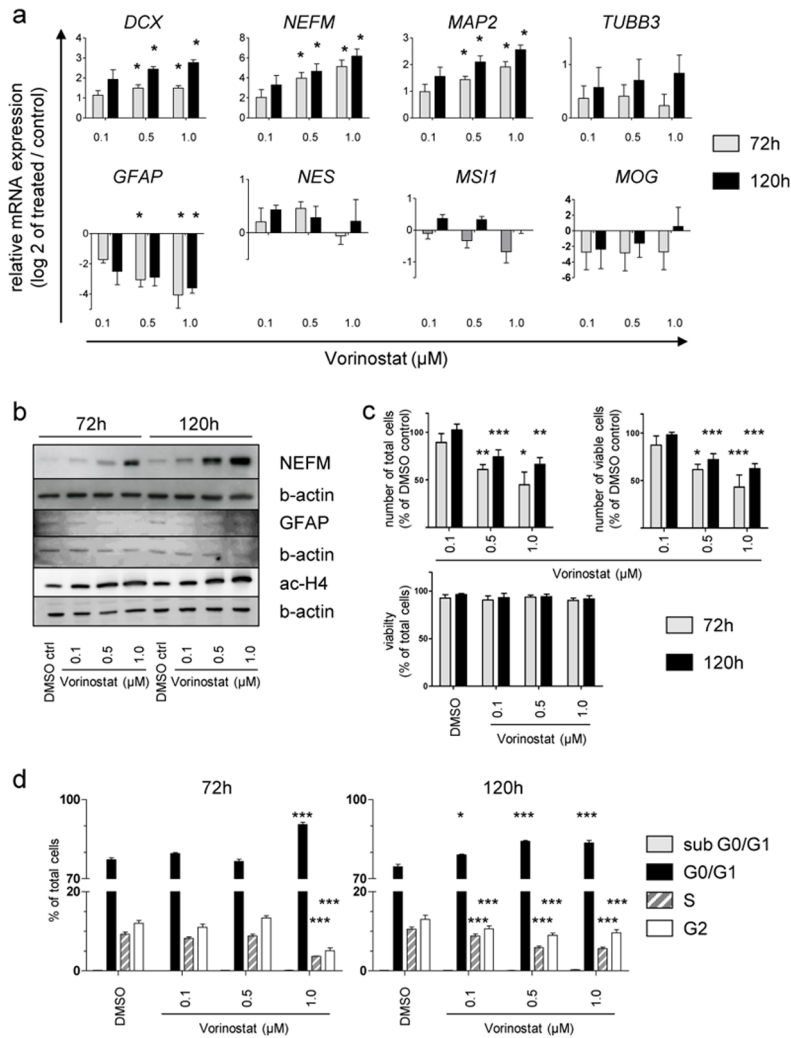 a
DCX NEFM MAP2 TUBB3
* * * * * * * * * * *
4 3 2 1 0
8 6 4 2 0
4 3 2 1 0
3 2 1 0
0.1 0.5 1.0 0.1 0.5 1.0 0.1 0.5 1.0 0.1 0.5 1.0
72h
120h
relative mRNA expression
(log 2 of treated / control)
GFAP NES MSI1 MOG
0 -2 -4
1 0 -1
1 0 -1
4 2 0 -2 -4 -6
* * *
0.1 0.5 1.0 0.1 0.5 1.0 0.1 0.5 1.0 0.1 0.5 1.0
Vorinostat (µM)
b
72h 120h
NEFM
b-actin
GFAP
b-actin
ac-H4
b-actin
DMSO ctrl 0.1 0.5 1.0 DMSO ctrl 0.1 0.5 1.0
Vorinostat (µM) Vorinostat (µM)
c
number of total cells
(% of DMSO control)
100
50
0
** *** * **
0.1 0.5 1.0
number of viable cells
(% of DMSO control)
100
50
0
* *** *** ***
0.1 0.5 1.0
Vorinostat (µM)
viabilty
(% of total cells)
100
50
0
DMSO 0.1 0.5 1.0
Vorinostat (µM)
72h
120h
d
72h 120h
% of total cells
100
70
20
10
0
***
***
***
DMSO 0.1 0.5 1.0
Vorinostat (µM)
100
70
20
10
0
* *** ***
*** *** ***
*** *** ***
DMSO 0.1 0.5 1.0
Vorinostat (µM)
sub G0/G1
G0/G1
S
G2